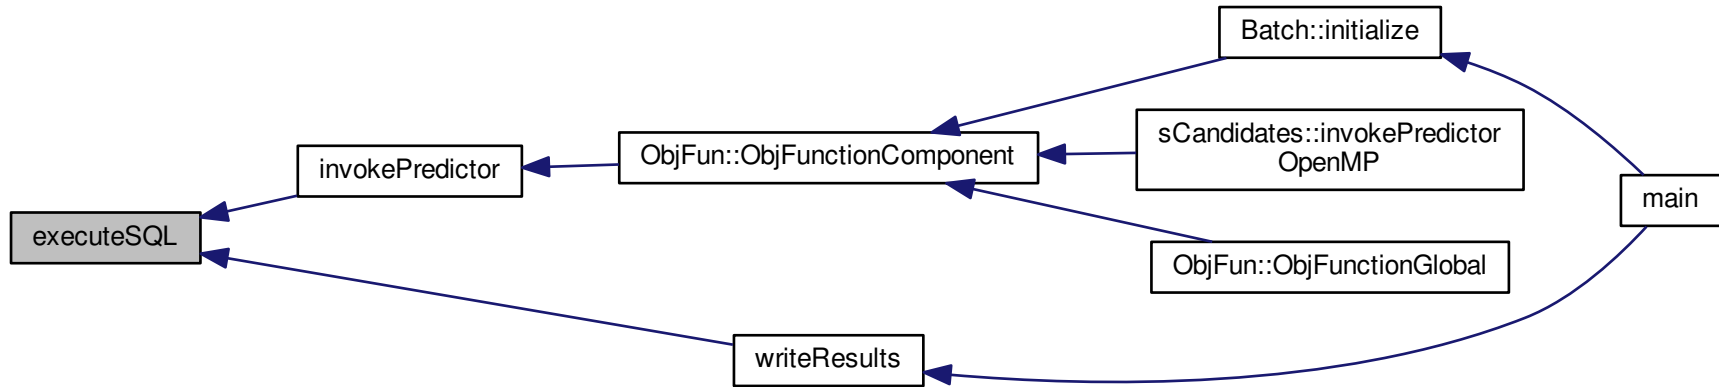 Batch::initialize
sCandidates::invokePredictor
OpenMP
ObjFun::ObjFunctionComponent
invokePredictor
main
executeSQL
ObjFun::ObjFunctionGlobal
writeResults